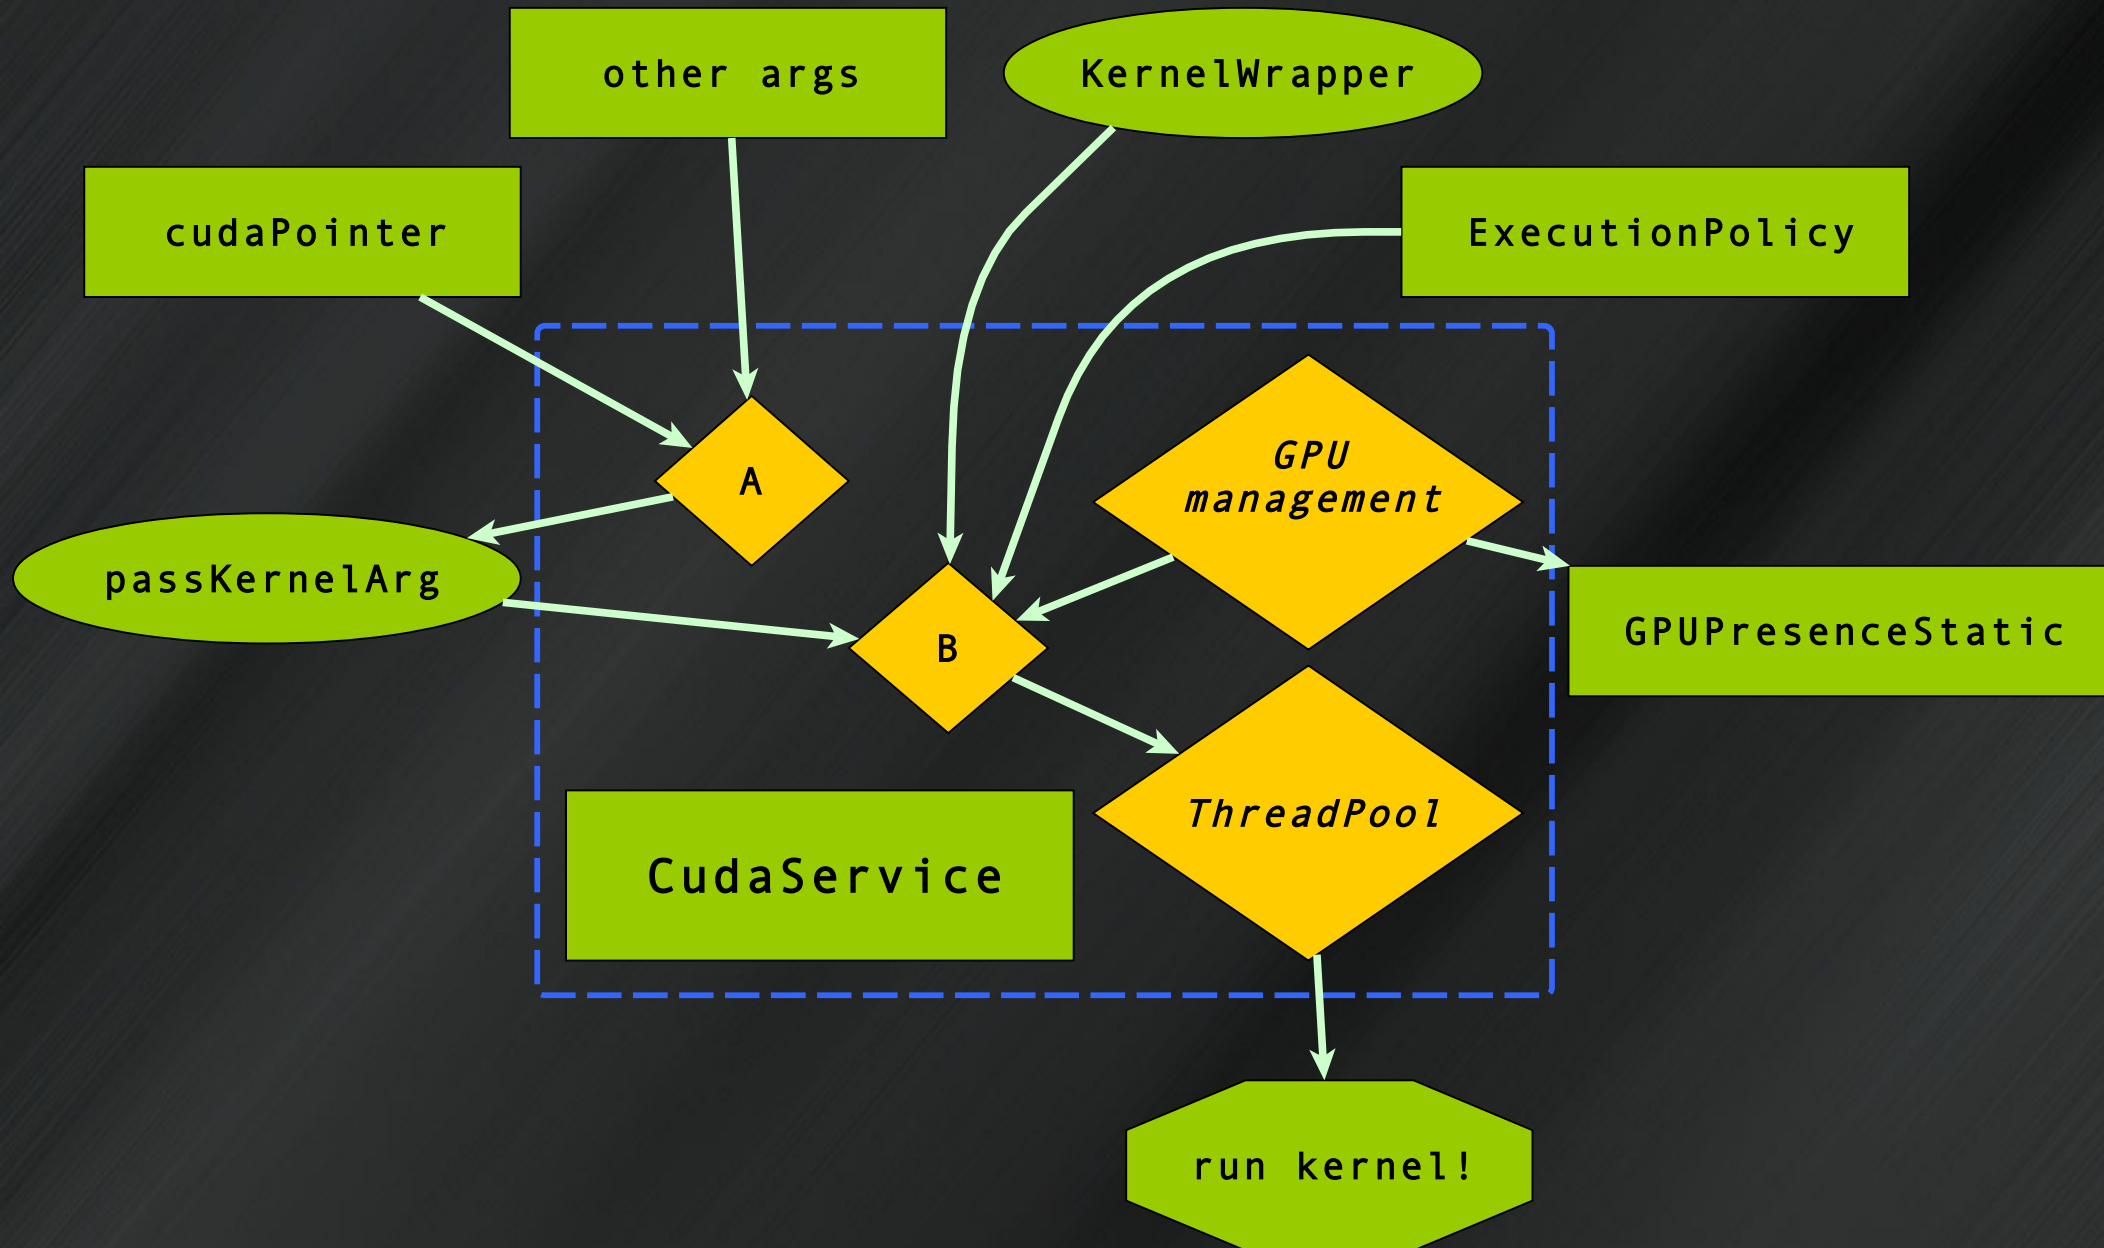 other args
KernelWrapper
cudaPointer
ExecutionPolicy
GPU
management
A
passKernelArg
GPUPresenceStatic
B
ThreadPool
CudaService
run kernel!